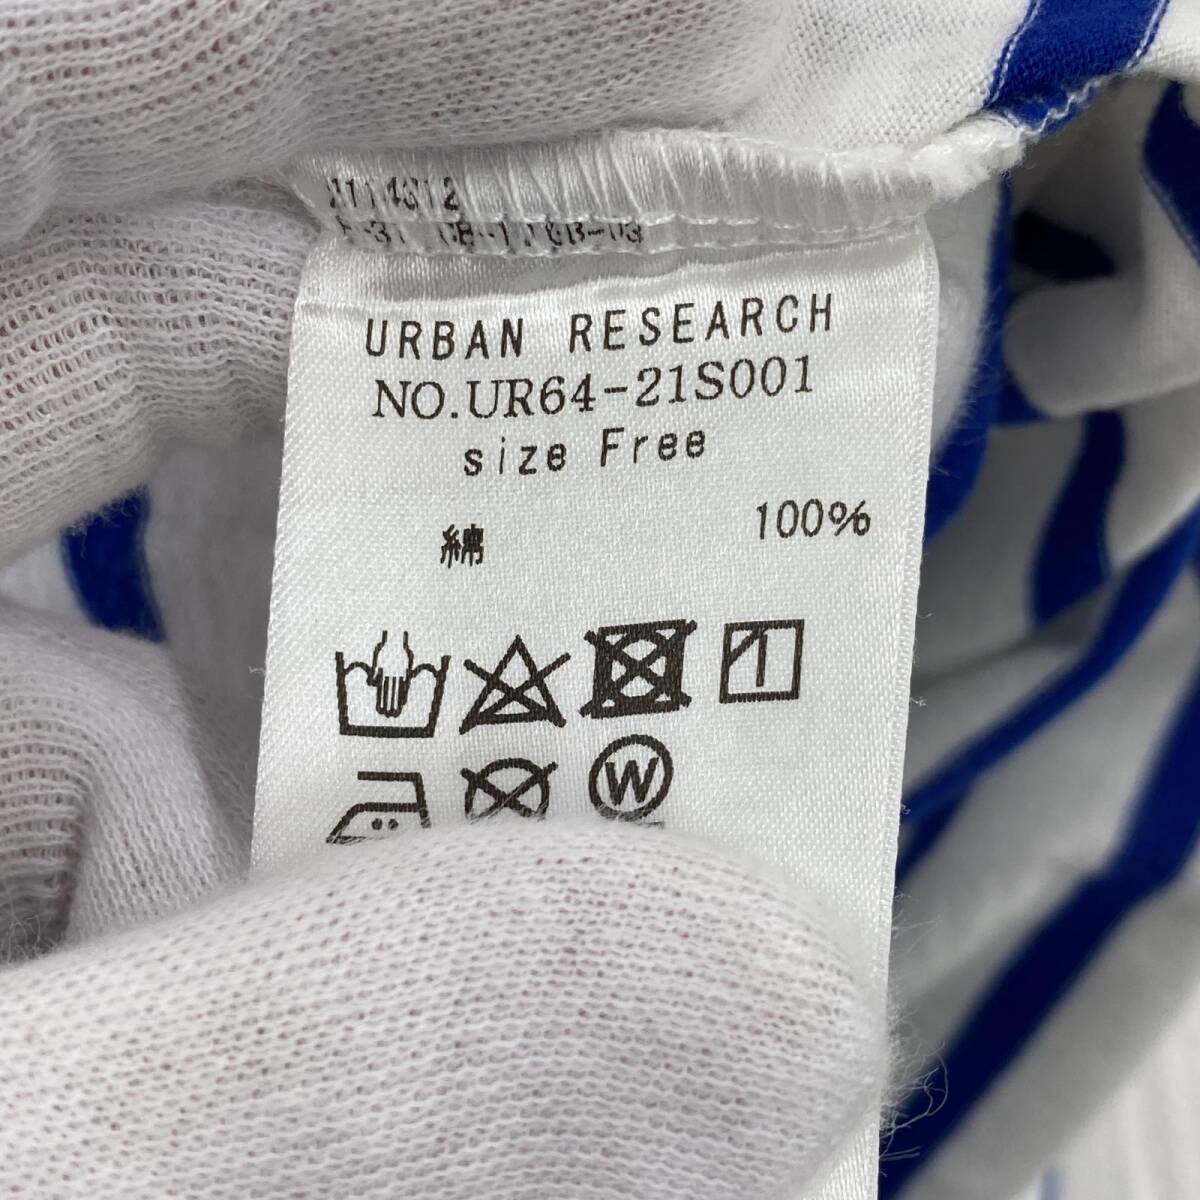 URBAN RESEARCH
NO.UR64-21S001
size Free
綿 100%
W